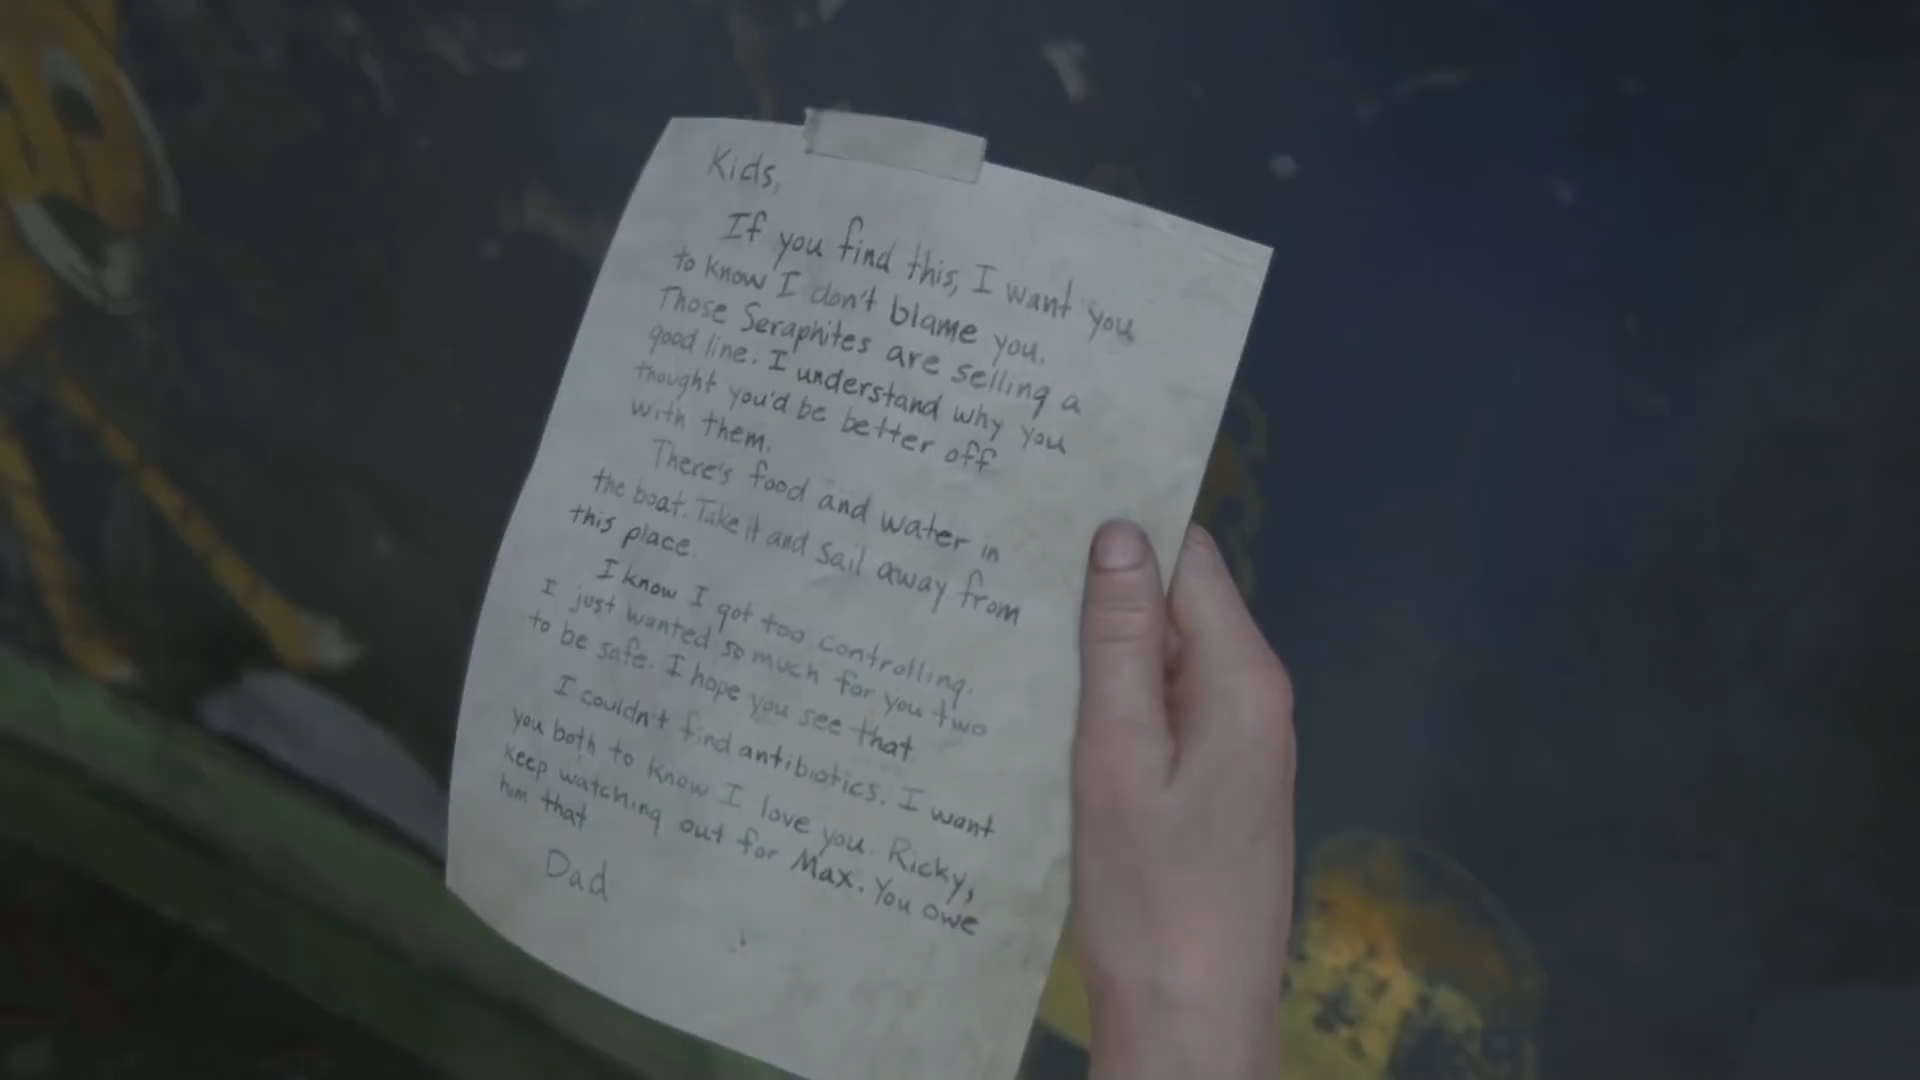 Kids,
If you find this, I want you
to know I don't blame you.
Those Seraphites are selling a
good line. I understand why you
thought you'd be better off
with them.
There's food and water in
the boat. Take it and sail away from
this place.
I know I got too controlling.
I just wanted so much for you two
to be safe. I hope you see that.
I couldn't find antibiotics. I want
you both to know I love you. Ricky,
keep watching out for Max. You owe
him that
Dad